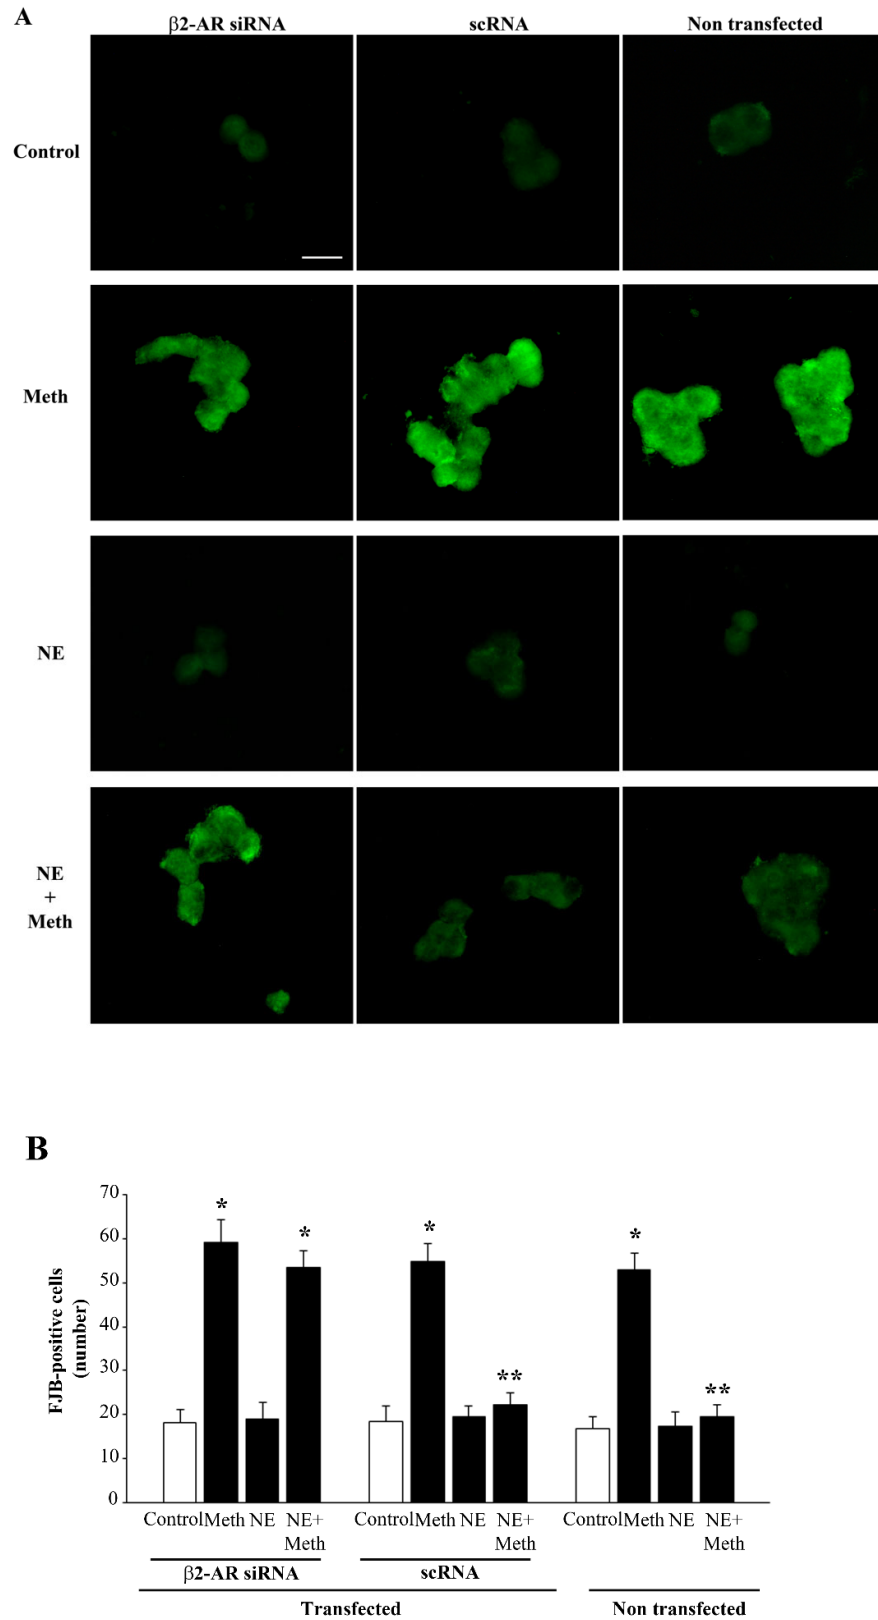 A
β2-AR siRNA scRNA Non transfected
Control
Meth
NE
NE
+
Meth
B
FJB-positive cells
(number)
70
60
50
40
30
20
10
0
* * * ** * **
Control Meth NE NE+ Control Meth NE NE+ Control Meth NE NE+
Meth Meth Meth
β2-AR siRNA scRNA
Transfected Non transfected